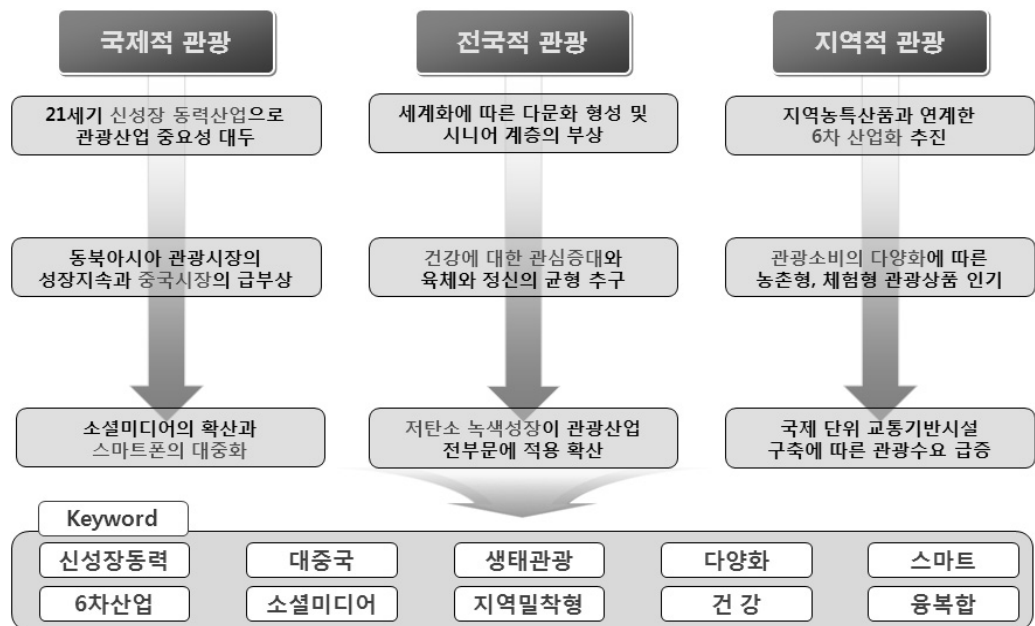 국제적 관광
21세기 신성장 동력산업으로
관광산업 중요성 대두
동북아시아 관광시장의
성장지속과 중국시장의 급부상
소셜미디어의 확산과
스마트폰의 대중화
전국적 관광
세계화에 따른 다문화 형성 및
시니어 계층의 부상
건강에 대한 관심증대와
육체와 정신의 균형 추구
저탄소 녹색성장이 관광산업
전부문에 적용 확산
지역적 관광
지역농특산품과 연계한
6차 산업화 추진
관광소비의 다양화에 따른
농촌형, 체험형 관광상품 인기
국제 단위 교통기반시설
구축에 따른 관광수요 급증
Keyword
신성장동력 대중국 생태관광 다양화 스마트
6차산업 소셜미디어 지역밀착형 건 강 융복합